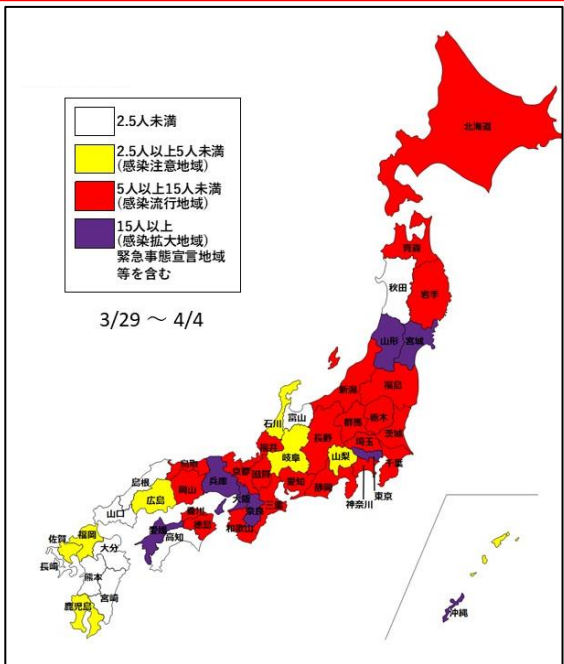 2.5人未満
2.5人以上5人未満
(感染注意地域)
5人以上15人未満
(感染流行地域)
15人以上
(感染拡大地域)
緊急事態宣言地域
等を含む
3/29 ～ 4/4
北海道
青森
秋田
岩手
山形
宮城
新潟
福島
石川
富山
群馬
栃木
福井
長野
茨城
岐阜
山梨
埼玉
千葉
鳥取
京都
滋賀
愛知
静岡
神奈川
東京
島根
岡山
兵庫
大阪
奈良
三重
広島
山口
香川
徳島
和歌山
愛媛
高知
佐賀
福岡
大分
長崎
熊本
宮崎
鹿児島
沖縄